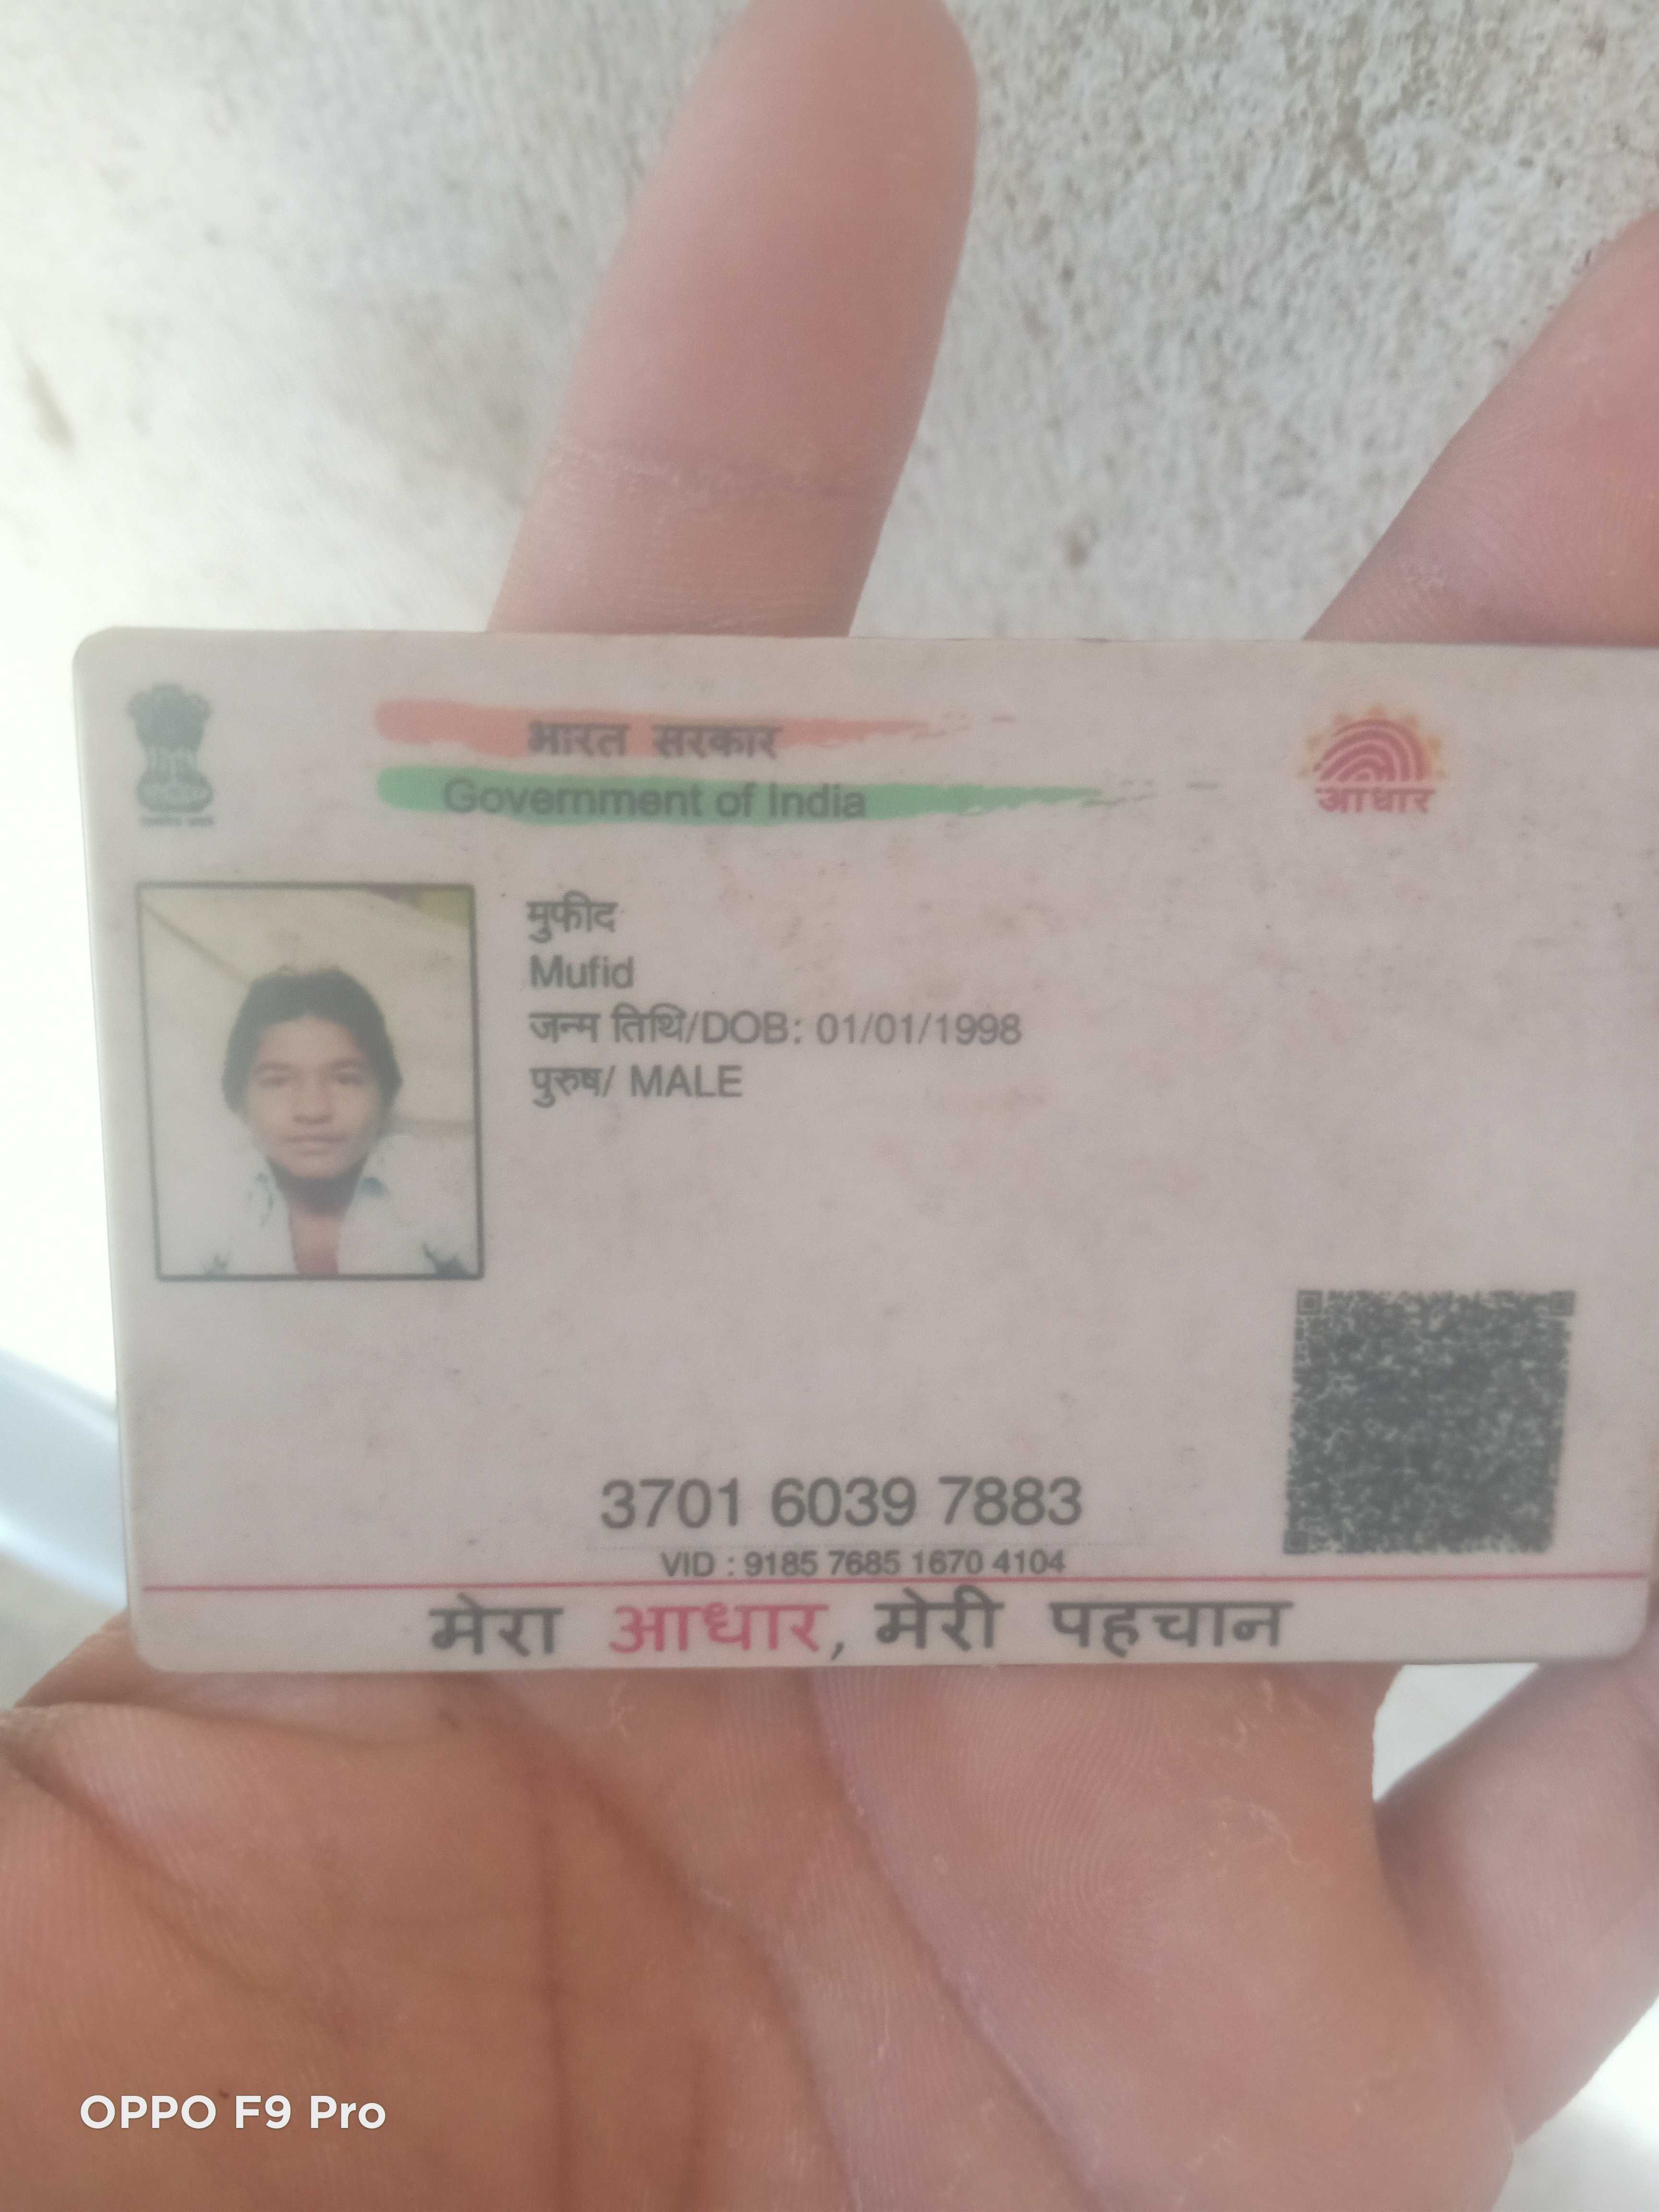 भारत सरकार
Government of India
आधार
मुफीद
Mufid
जन्म तिथि/DOB: 01/01/1998
पुरुष/ MALE
3701 6039 7883
VID : 9185 7685 1670 4104
मेरा आधार, मेरी पहचान
OPPO F9 Pro